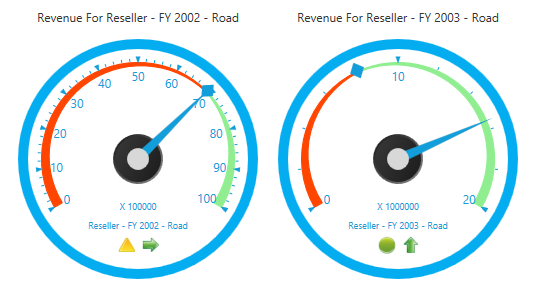 Revenue For Reseller - FY 2002 - Road
0
10
20
30
40
50
60
70
80
90
100
X 100000
Reseller - FY 2002 - Road
Revenue For Reseller - FY 2003 - Road
0
10
20
X 1000000
Reseller - FY 2003 - Road